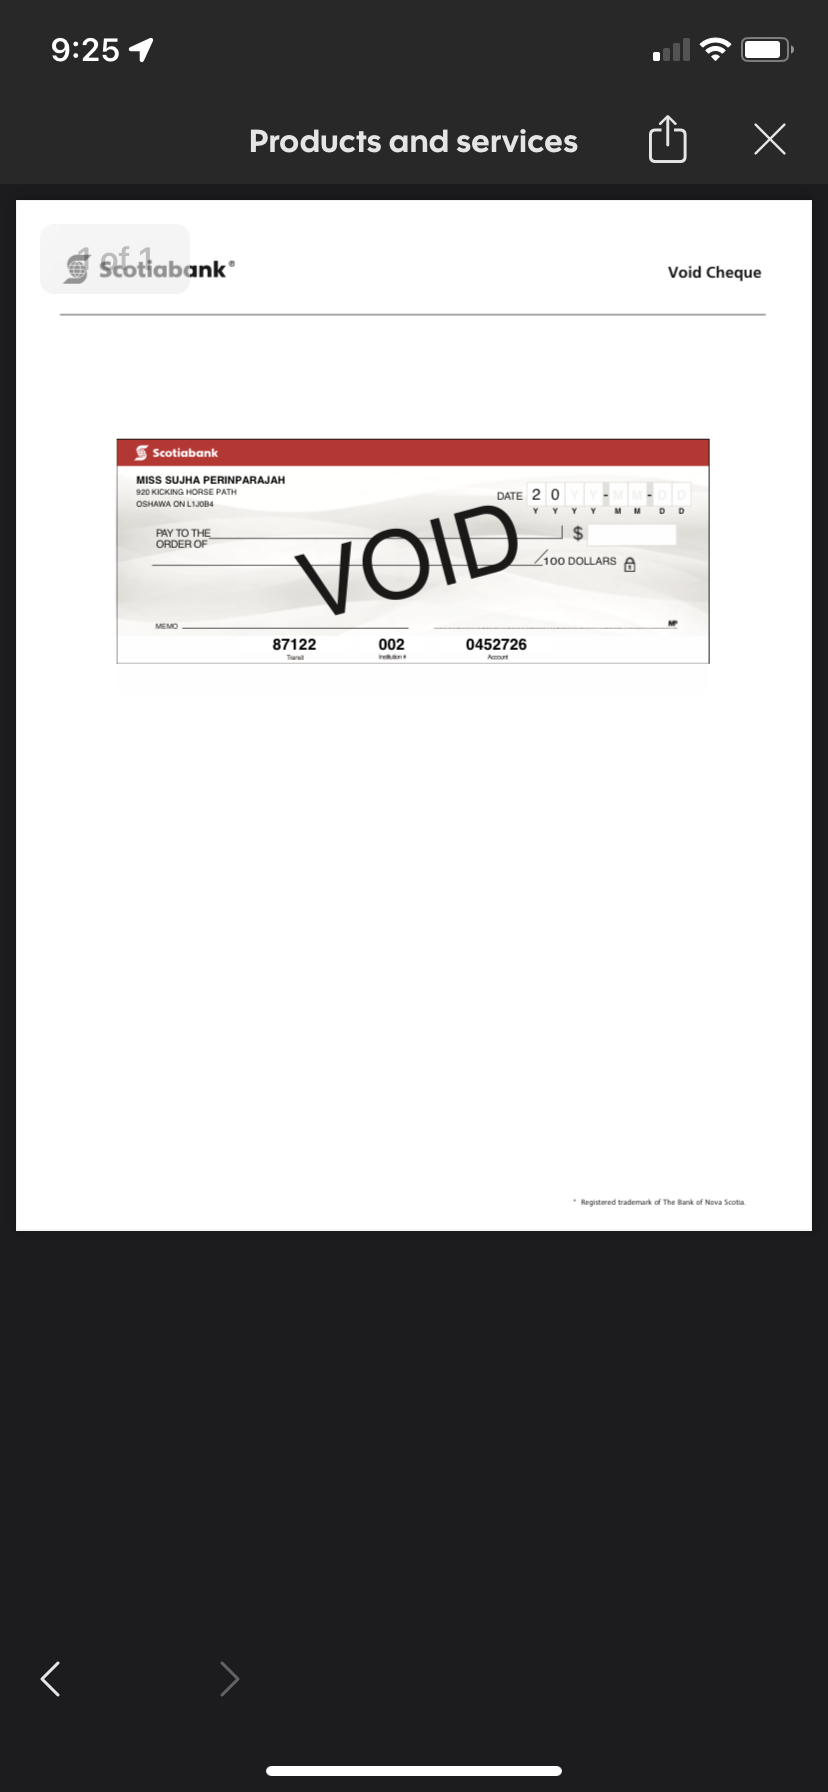 9:25
Products and services
1 of 1
Scotiabank®
Void Cheque
Scotiabank
MISS SUJHA PERINPARAJAH
920 KICKING HORSE PATH
OSHAWA ON L1J0B4
DATE 2 0 Y Y - M M - D D
Y Y Y Y M M D D
PAY TO THE
ORDER OF
$
VOID
/100 DOLLARS
MEMO
MP
87122 002 0452726
Transit Institution # Account
* Registered trademark of The Bank of Nova Scotia.